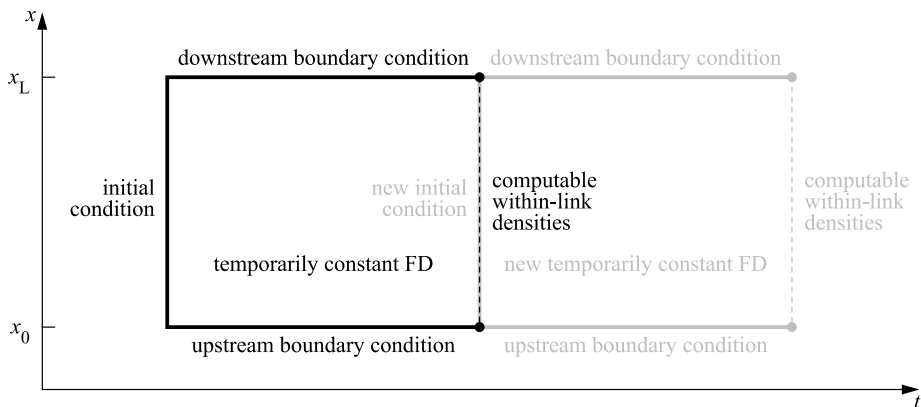 x
downstream boundary condition downstream boundary condition
x_L
initial
condition
new initial
condition
computable
within-link
densities
computable
within-link
densities
temporarily constant FD new temporarily constant FD
x_0
upstream boundary condition upstream boundary condition
t